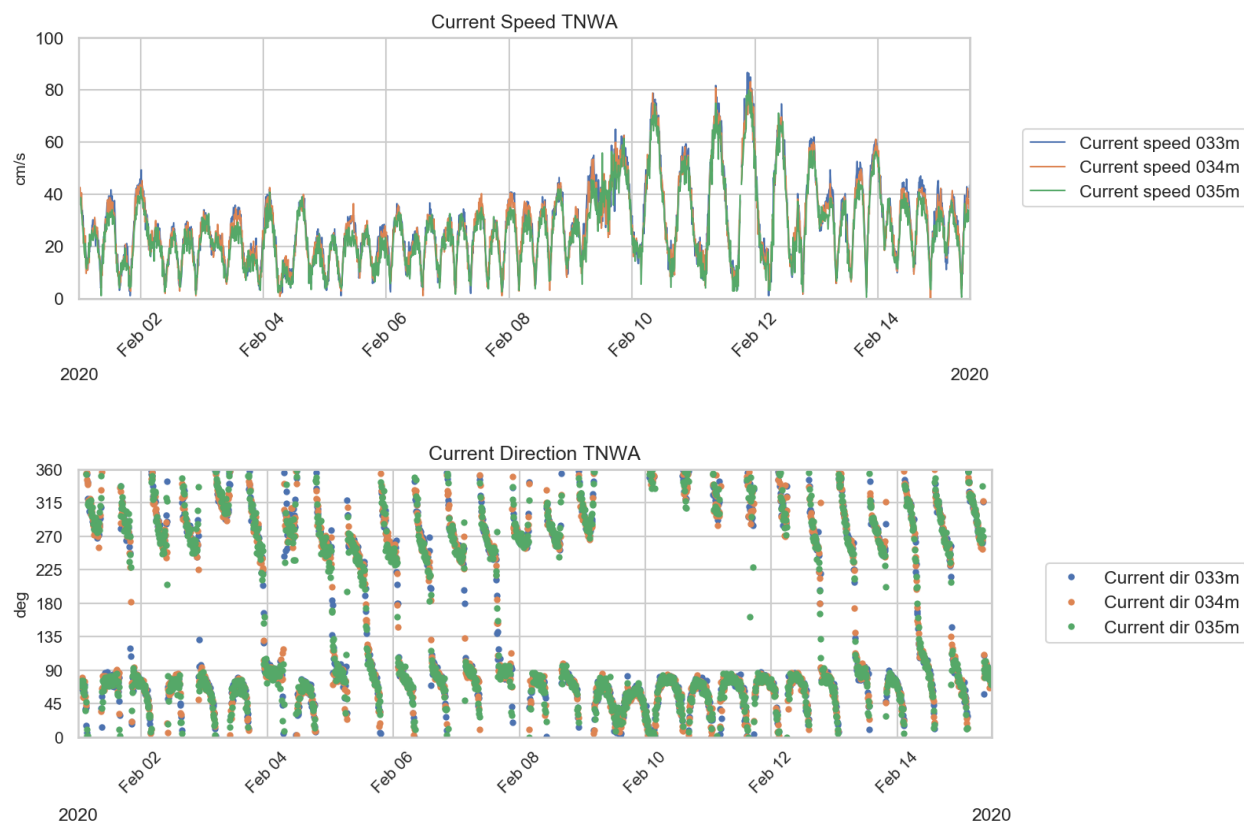 Current Speed TNWA
100
80
60
40
20
0
cm/s
Feb 02
Feb 04
Feb 06
Feb 08
Feb 10
Feb 12
Feb 14
2020
2020
Current speed 033m
Current speed 034m
Current speed 035m
Current Direction TNWA
360
315
270
225
180
135
90
45
0
deg
Feb 02
Feb 04
Feb 06
Feb 08
Feb 10
Feb 12
Feb 14
2020
2020
Current dir 033m
Current dir 034m
Current dir 035m